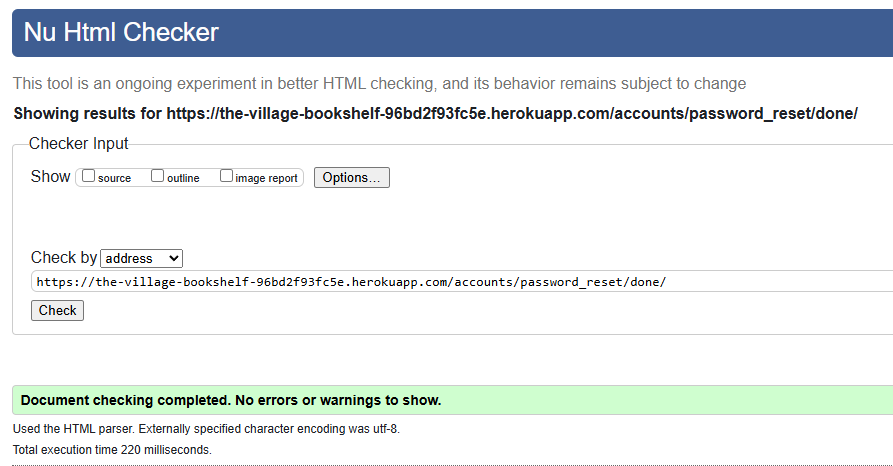 Nu Html Checker
This tool is an ongoing experiment in better HTML checking, and its behavior remains subject to change
Showing results for https://the-village-bookshelf-96bd2f93fc5e.herokuapp.com/accounts/password_reset/done/
Checker Input
Show source outline image report Options...
Check by address
https://the-village-bookshelf-96bd2f93fc5e.herokuapp.com/accounts/password_reset/done/
Check
Document checking completed. No errors or warnings to show.
Used the HTML parser. Externally specified character encoding was utf-8.
Total execution time 220 milliseconds.